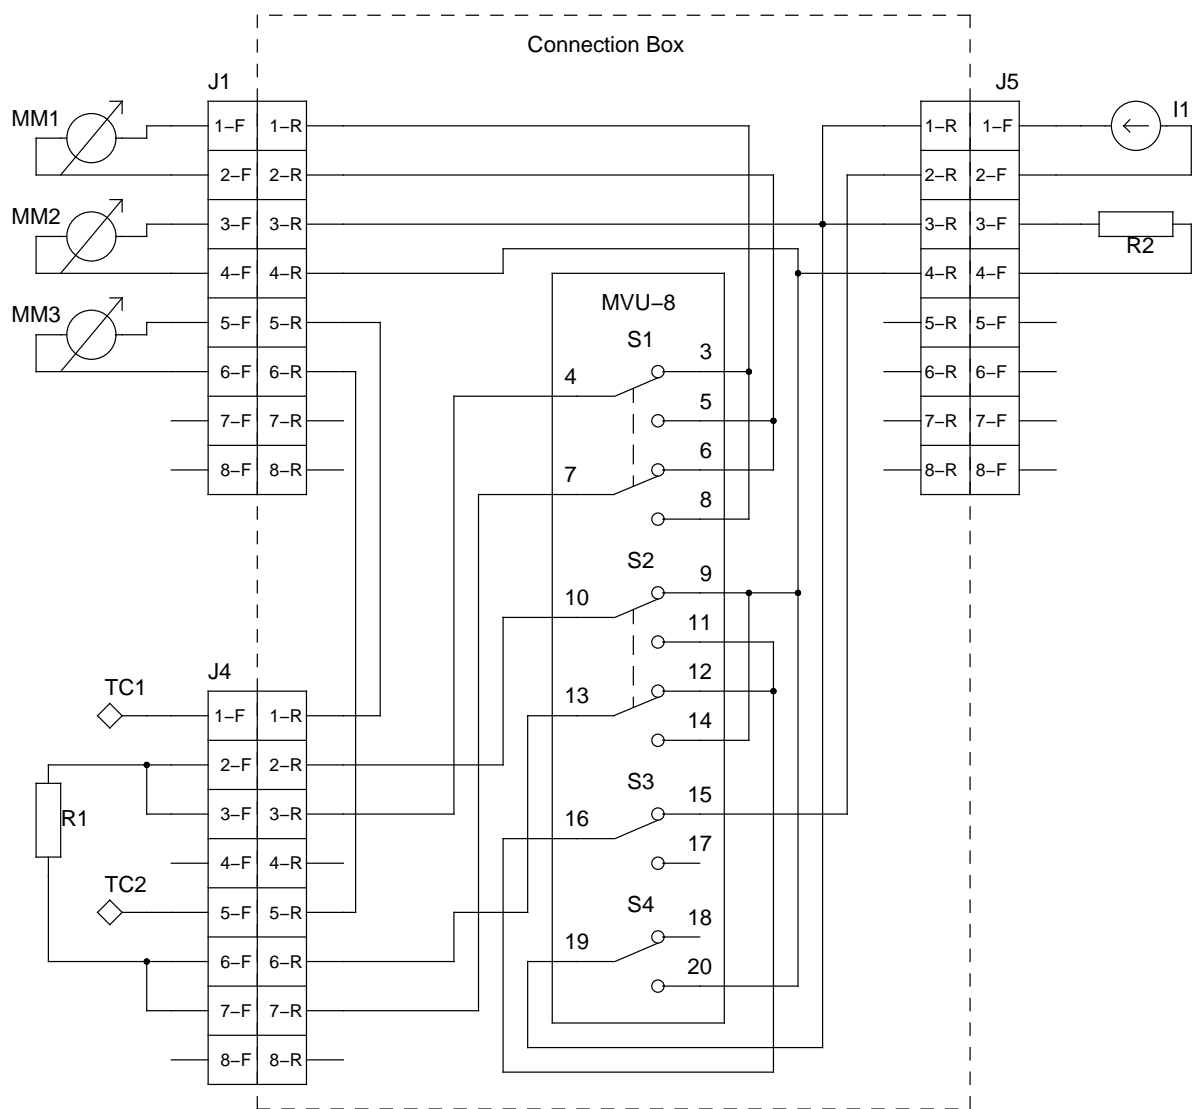 Connection Box
J1
J5
MM1
1-F 1-R
1-R 1-F
I1
2-F 2-R
2-R 2-F
MM2
3-F 3-R
3-R 3-F
R2
4-F 4-R
4-R 4-F
MM3
5-F 5-R
5-R 5-F
6-F 6-R
6-R 6-F
7-F 7-R
7-R 7-F
8-F 8-R
8-R 8-F
MVU-8
S1
3
4
5
6
7
8
S2
9
10
11
12
13
14
S3
15
16
17
S4
18
19
20
J4
TC1
1-F 1-R
2-F 2-R
R1
3-F 3-R
4-F 4-R
TC2
5-F 5-R
6-F 6-R
7-F 7-R
8-F 8-R